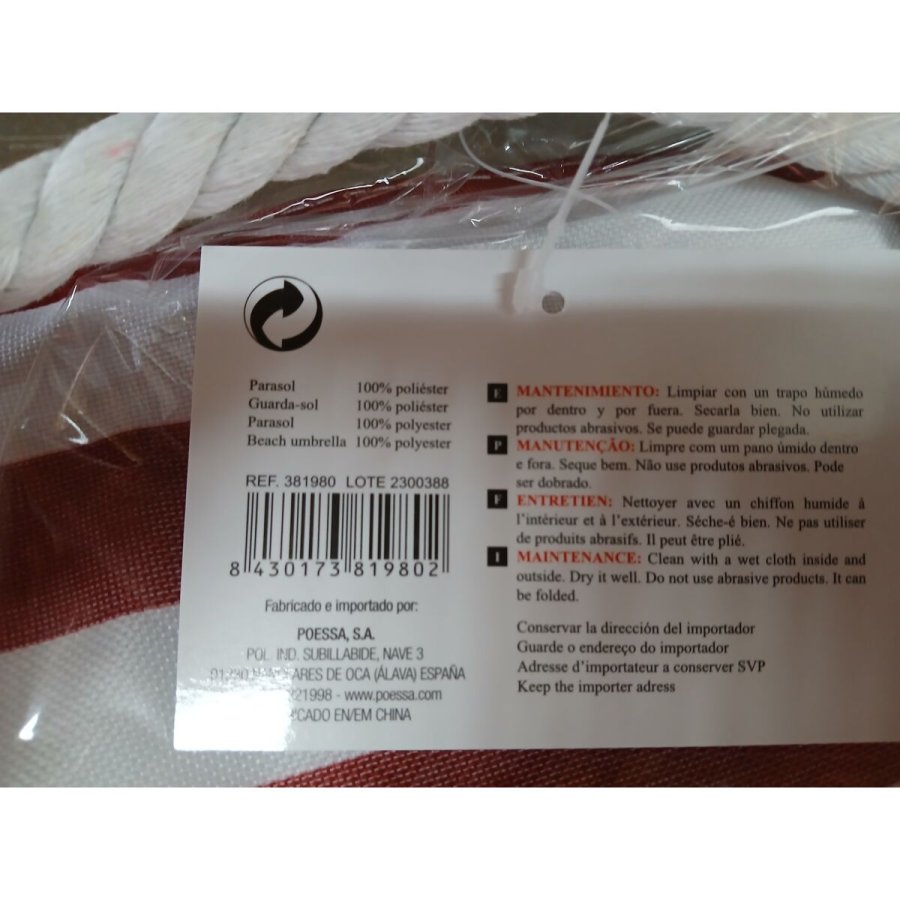 Parasol 100% poliéster
Guarda-sol 100% poliéster
Parasol 100% polyester
Beach umbrella 100% polyester
REF. 381980 LOTE 2300388
8 430173 819802
Fabricado e importado por:
POESSA, S.A.
POL. IND. SUBILLABIDE, NAVE 3
DE OCA (ÁLAVA) ESPAÑA
- www.poessa.com
EN/EM CHINA
E MANTENIMIENTO: Limpiar con un trapo húmedo
por dentro y por fuera. Secarla bien. No utilizar
productos abrasivos. Se puede guardar plegada.
P MANUTENÇÃO: Limpre com um pano úmido dentro
e fora. Seque bem. Não use produtos abrasivos. Pode
ser dobrado.
F ENTRETIEN: Nettoyer avec un chiffon humide á
l'intérieur et à l'extérieur. Séche-é bien. Ne pas utiliser
de produits abrasifs. Il peut être plié.
I MAINTENANCE: Clean with a wet cloth inside and
outside. Dry it well. Do not use abrasive products. It can
be folded.
Conservar la dirección del importador
Guarde o endereço do importador
Adresse d'importateur a conserver SVP
Keep the importer adress